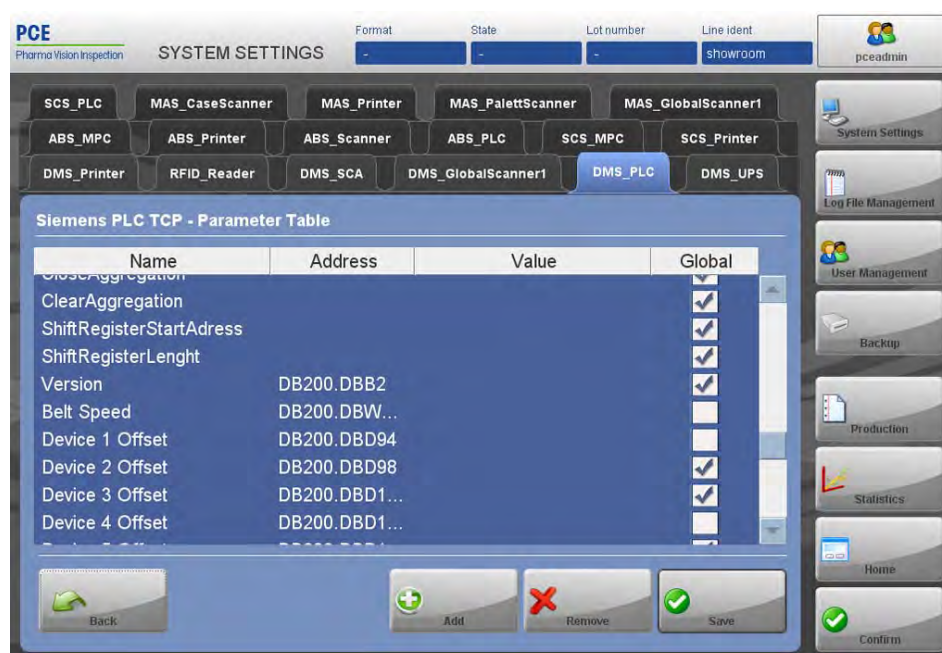 PCE
Pharma Vision Inspection
SYSTEM SETTINGS
Format
-
State
-
Lot number
-
Line ident
showroom
pceadmin
SCS_PLC MAS_CaseScanner MAS_Printer MAS_PalettScanner MAS_GlobalScanner1
ABS_MPC ABS_Printer ABS_Scanner ABS_PLC SCS_MPC SCS_Printer
DMS_Printer RFID_Reader DMS_SCA DMS_GlobalScanner1 DMS_PLC DMS_UPS
Siemens PLC TCP - Parameter Table
Name Address Value Global
CloseAggregation
ClearAggregation
ShiftRegisterStartAdress
ShiftRegisterLenght
Version DB200.DBB2
Belt Speed DB200.DBW...
Device 1 Offset DB200.DBD94
Device 2 Offset DB200.DBD98
Device 3 Offset DB200.DBD1...
Device 4 Offset DB200.DBD1...
Back
Add
Remove
Save
System Settings
Log File Management
User Management
Backup
Production
Statistics
Home
Confirm